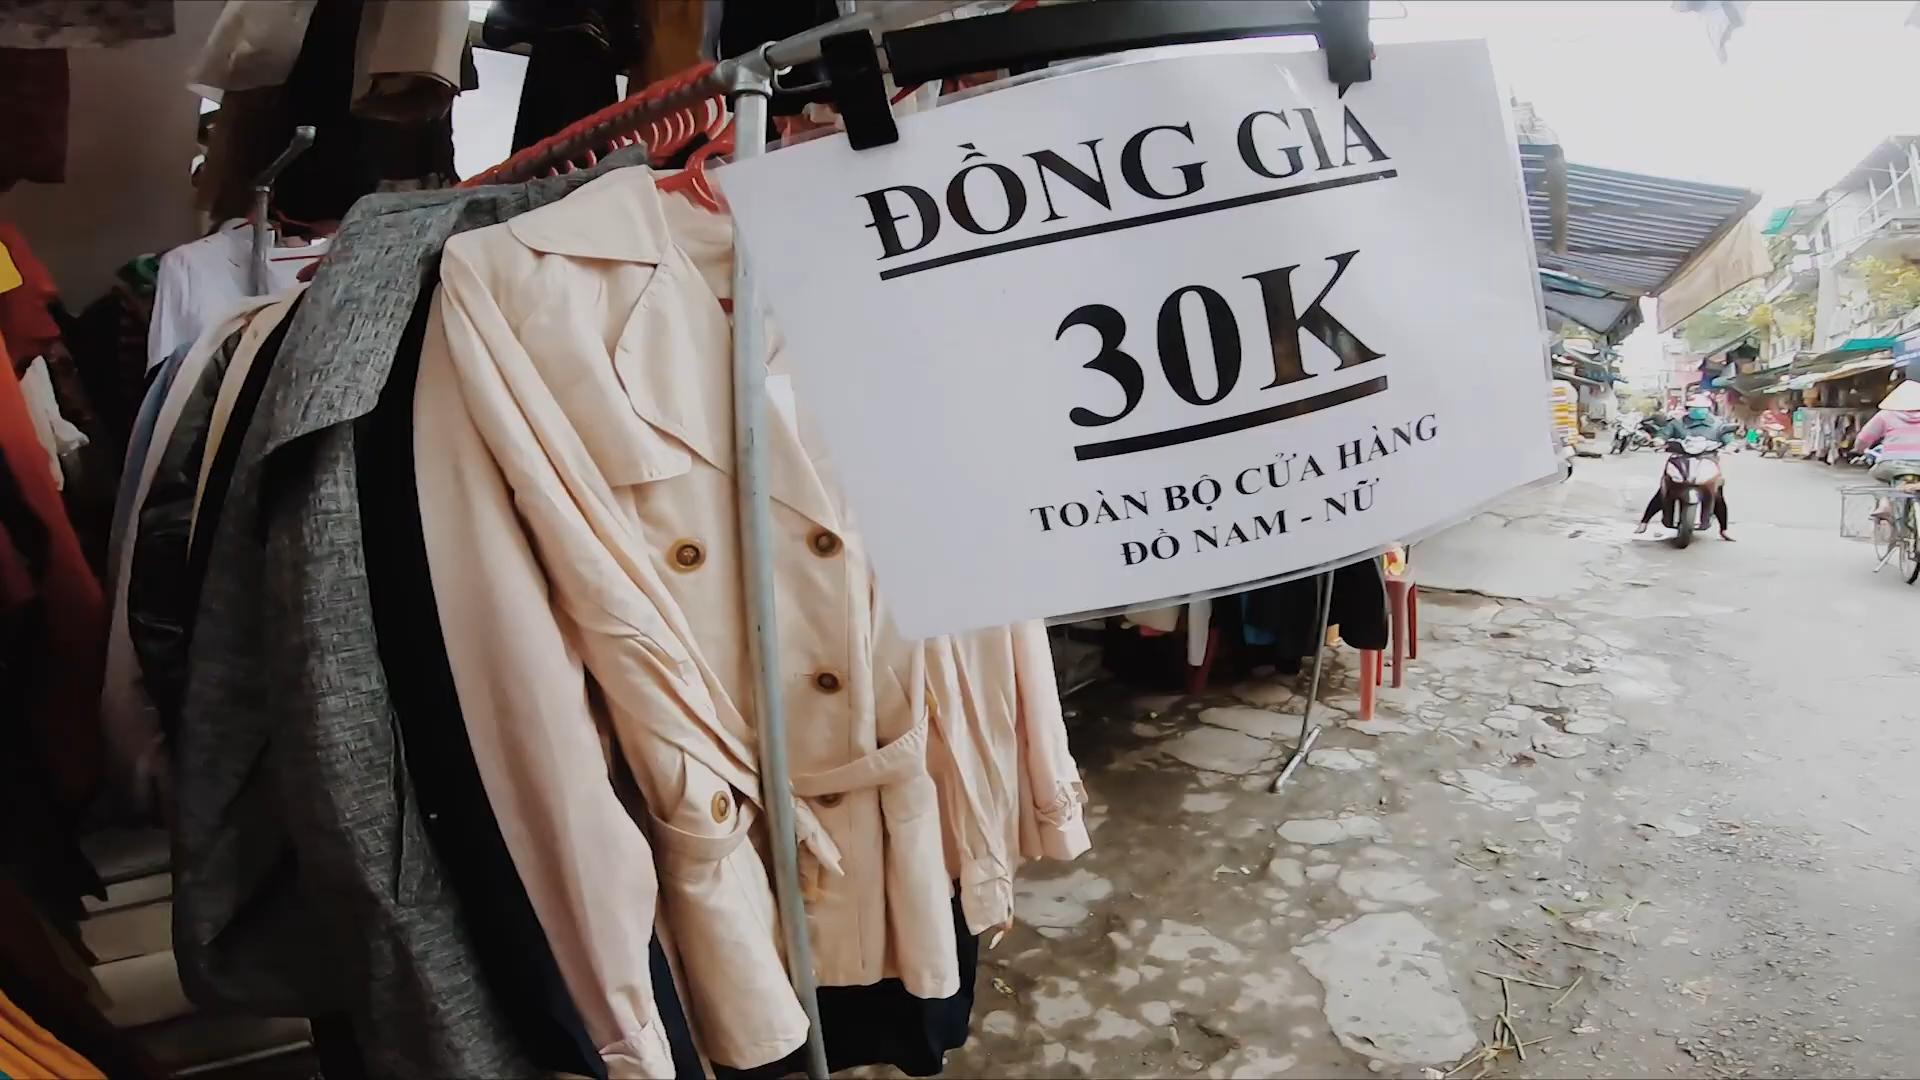 ĐỒNG GIÁ
30K
TOÀN BỘ CỬA HÀNG
ĐỒ NAM - NỮ